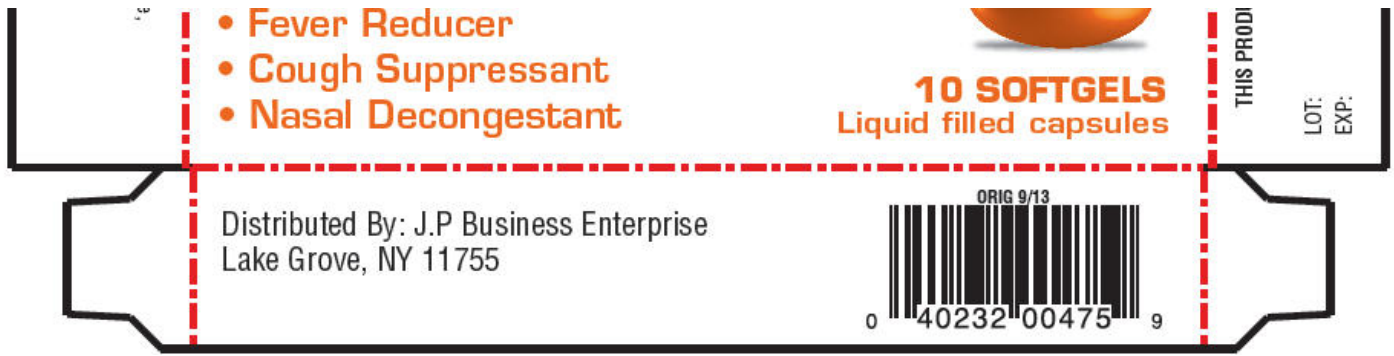 • Fever Reducer
• Cough Suppressant
• Nasal Decongestant
10 SOFTGELS
Liquid filled capsules
THIS PRODU
LOT:
EXP:
Distributed By: J.P Business Enterprise
Lake Grove, NY 11755
ORIG 9/13
0 40232 00475 9